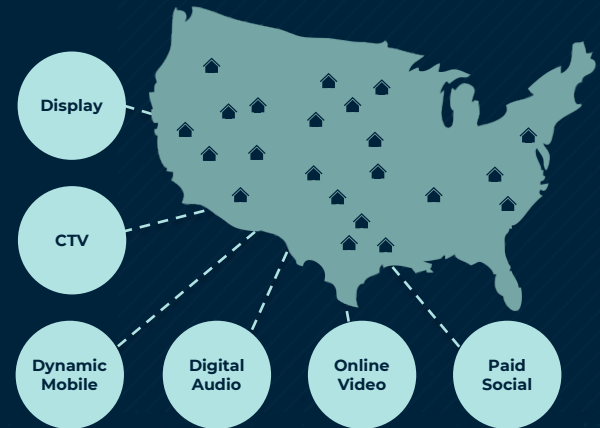 Display
CTV
Dynamic
Mobile
Digital
Audio
Online
Video
Paid
Social